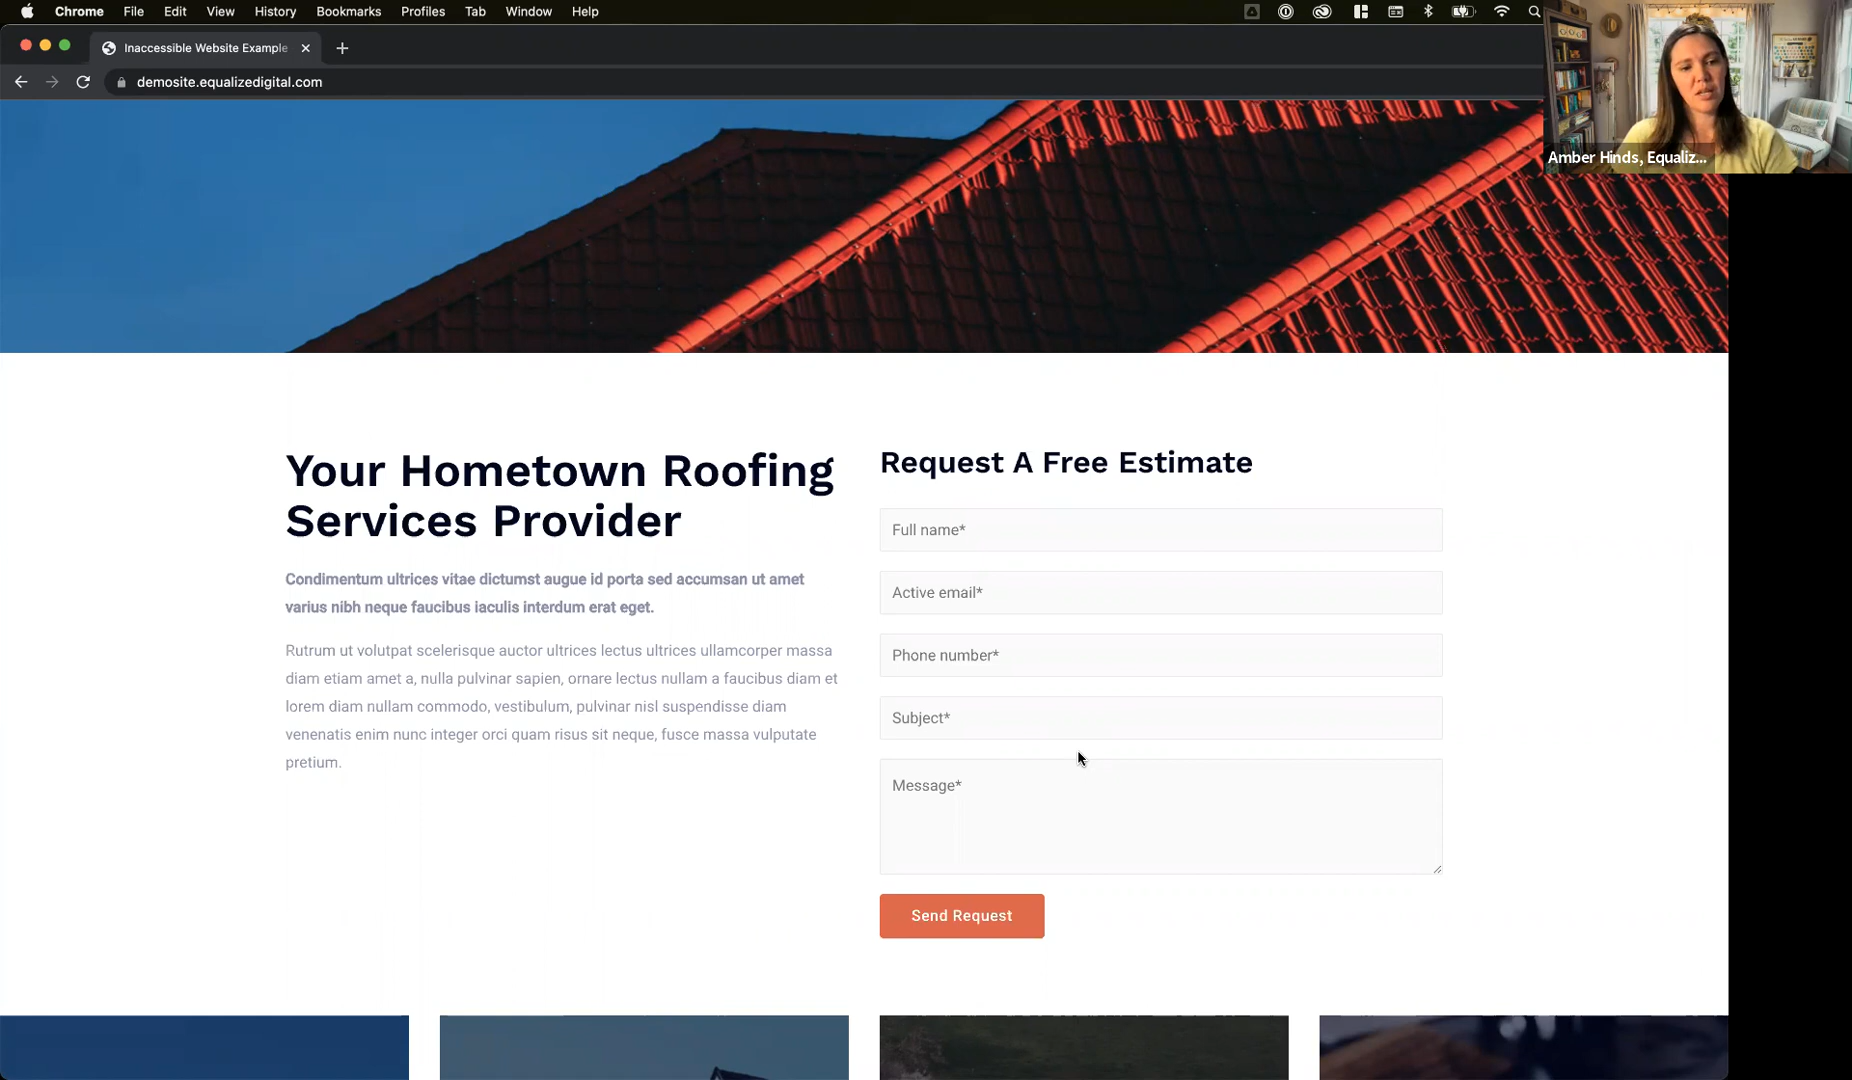 Chrome File Edit View History Bookmarks Profiles Tab Window Help
Inaccessible Website Example
demosite.equalizedigital.com
Amber Hinds, Equaliz...
Your Hometown Roofing
Services Provider
Condimentum ultrices vitae dictumst augue id porta sed accumsan ut amet
varius nibh neque faucibus iaculis interdum erat eget.
Rutrum ut volutpat scelerisque auctor ultrices lectus ultrices ullamcorper massa
diam etiam amet a, nulla pulvinar sapien, ornare lectus nullam a faucibus diam et
lorem diam nullam commodo, vestibulum, pulvinar nisl suspendisse diam
venenatis enim nunc integer orci quam risus sit neque, fusce massa vulputate
pretium.
Request A Free Estimate
Full name*
Active email*
Phone number*
Subject*
Message*
Send Request